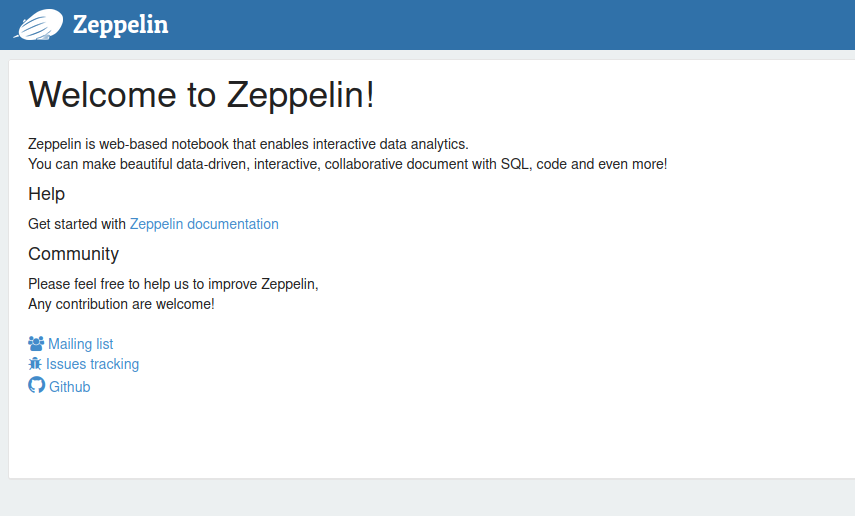 Zeppelin
Welcome to Zeppelin!
Zeppelin is web-based notebook that enables interactive data analytics.
You can make beautiful data-driven, interactive, collaborative document with SQL, code and even more!
Help
Get started with Zeppelin documentation
Community
Please feel free to help us to improve Zeppelin,
Any contribution are welcome!
Mailing list
Issues tracking
Github